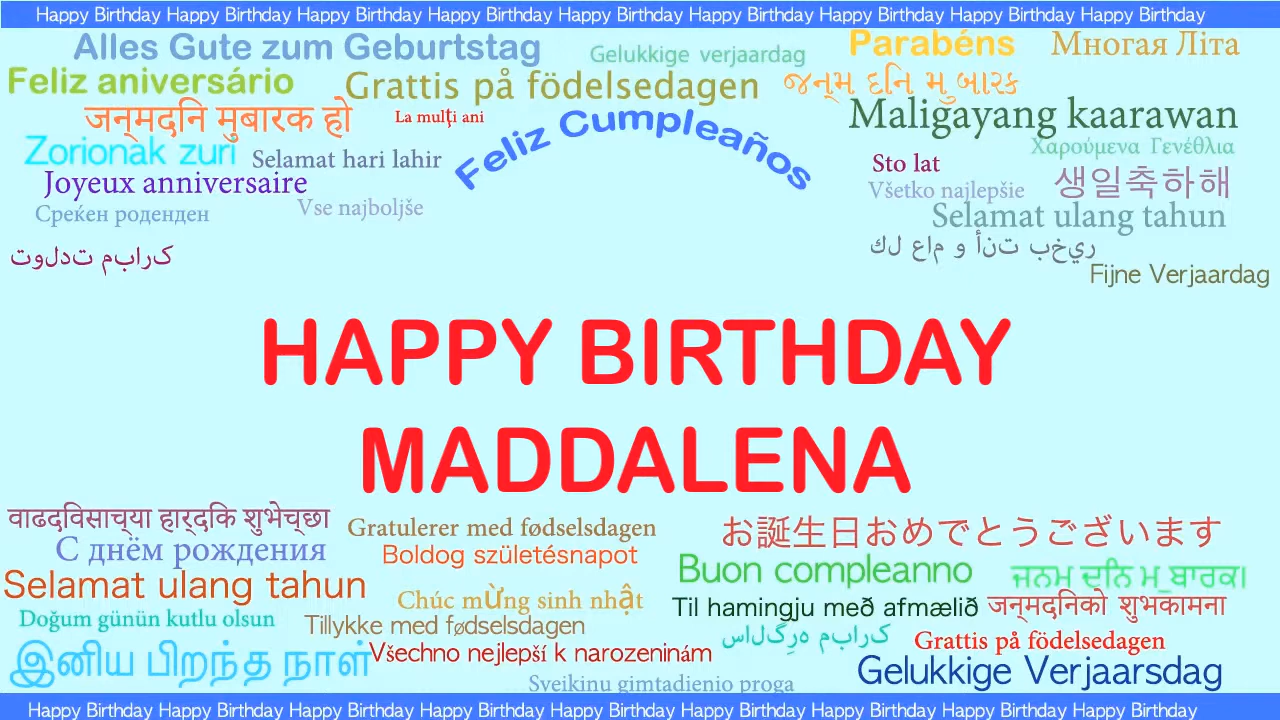 Happy Birthday Happy Birthday Happy Birthday Happy Birthday Happy Birthday Happy Birthday Happy Birthday Happy Birthday Happy Birthday
Alles Gute zum Geburtstag
Gelukkige verjaardag
Parabéns
Многая Літа
Feliz aniversário
Grattis på födelsedagen
જન્મ દિન મુબારક
जन्मदिन मुबारक हो
La mulţi ani
Feliz Cumpleaños
Maligayang kaarawan
Zorionak zuri
Selamat hari lahir
Χαρούμενα Γενέθλια
Sto lat
Joyeux anniversaire
Všetko najlepšie
생일축하해
Среќен роденден
Vse najboljše
Selamat ulang tahun
تولدت مبارک
كل عام و أنت بخير
Fijne Verjaardag
HAPPY BIRTHDAY
MADDALENA
वाढदिवसाच्या हार्दिक शुभेच्छा
Gratulerer med fødselsdagen
お誕生日おめでとうございます
С днём рождения
Boldog születésnapot
Buon compleanno
ਜਨਮ ਦਿਨ ਮੁਬਾਰਕ।
Selamat ulang tahun
Chúc mừng sinh nhật
Til hamingju með afmælið
जन्मदिनको शुभकामना
Doğum günün kutlu olsun
Tillykke med fødselsdagen
سالگرہ مبارک
Grattis på födelsedagen
இனிய பிறந்த நாள்
Všechno nejlepší k narozeninám
Gelukkige Verjaarsdag
Sveikinu gimtadienio proga
Happy Birthday Happy Birthday Happy Birthday Happy Birthday Happy Birthday Happy Birthday Happy Birthday Happy Birthday Happy Birthday